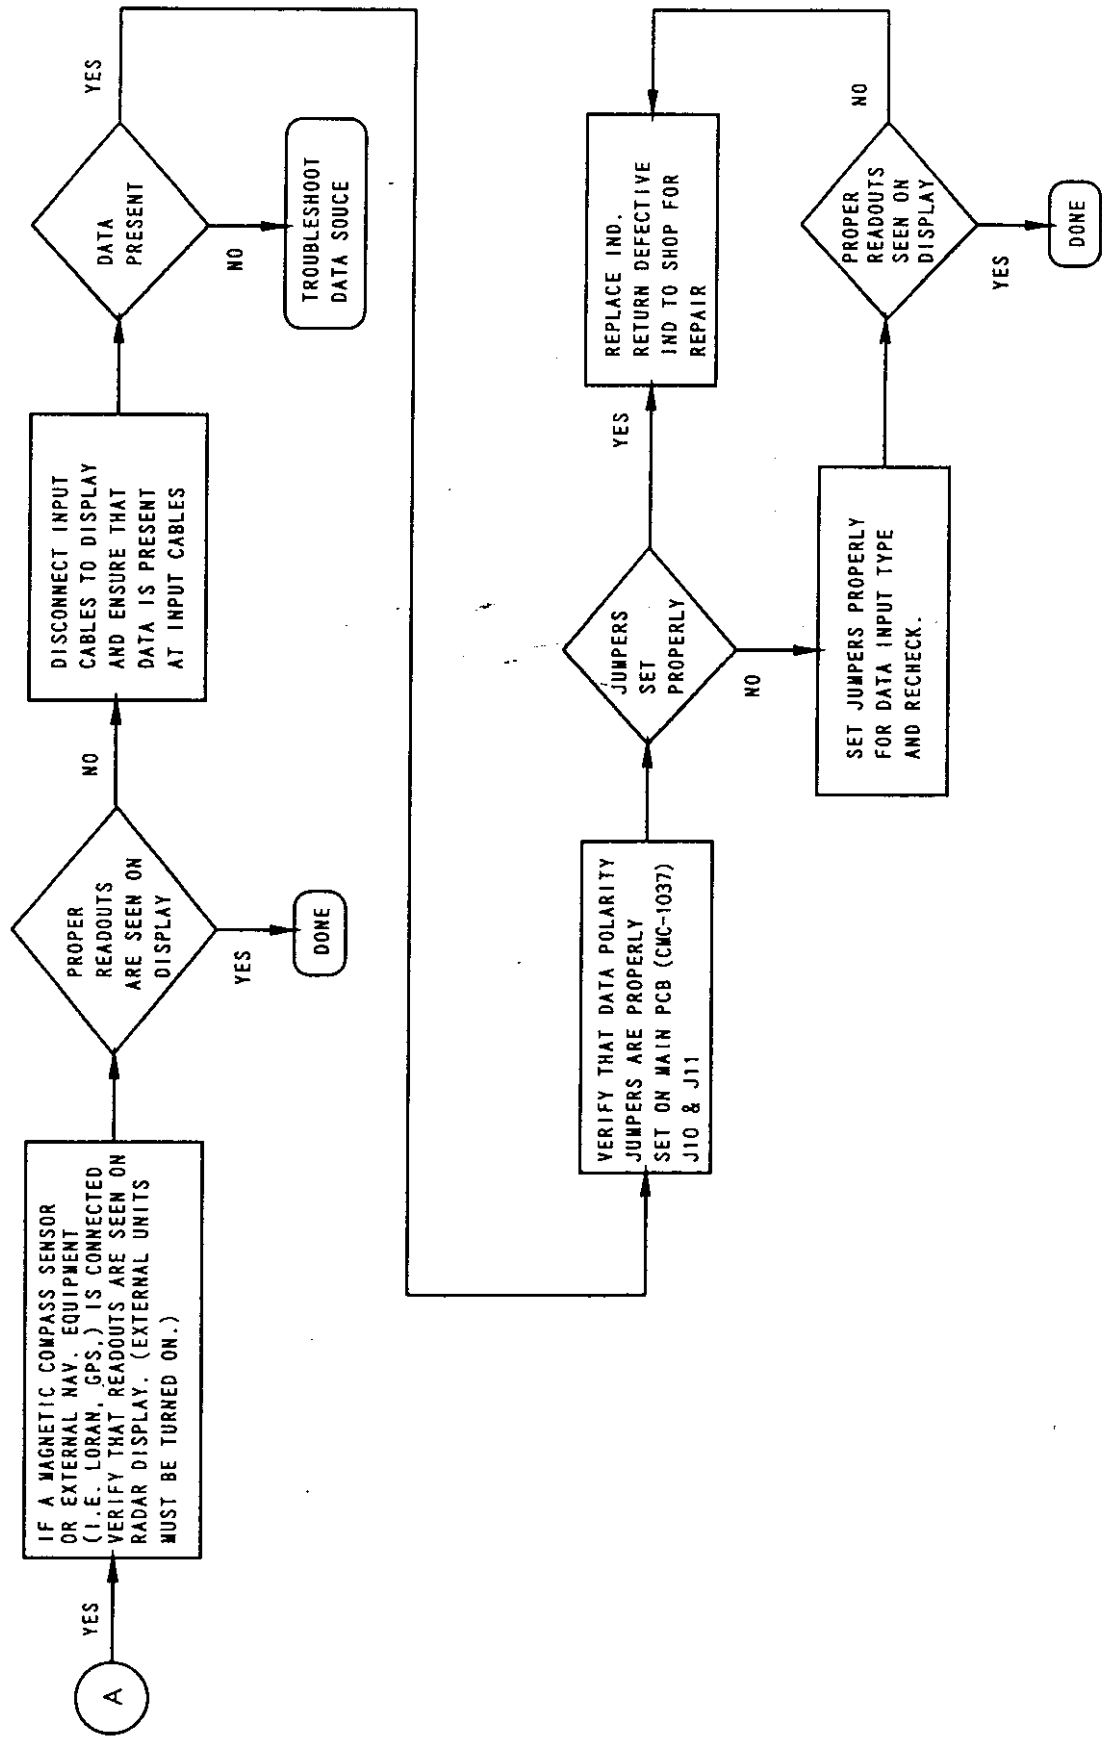 A
YES
IF A MAGNETIC COMPASS SENSOR
OR EXTERNAL NAV. EQUIPMENT
(I.E. LORAN, GPS,) IS CONNECTED
VERIFY THAT READOUTS ARE SEEN ON
RADAR DISPLAY. (EXTERNAL UNITS
MUST BE TURNED ON.)
PROPER
READOUTS
ARE SEEN ON
DISPLAY
YES
DONE
NO
DISCONNECT INPUT
CABLES TO DISPLAY
AND ENSURE THAT
DATA IS PRESENT
AT INPUT CABLES
DATA
PRESENT
NO
TROUBLESHOOT
DATA SOUCE
YES
VERIFY THAT DATA POLARITY
JUMPERS ARE PROPERLY
SET ON MAIN PCB (CMC-1037)
J10 & J11
JUMPERS
SET
PROPERLY
YES
REPLACE IND.
RETURN DEFECTIVE
IND TO SHOP FOR
REPAIR
NO
SET JUMPERS PROPERLY
FOR DATA INPUT TYPE
AND RECHECK.
PROPER
READOUTS
SEEN ON
DISPLAY
NO
YES
DONE